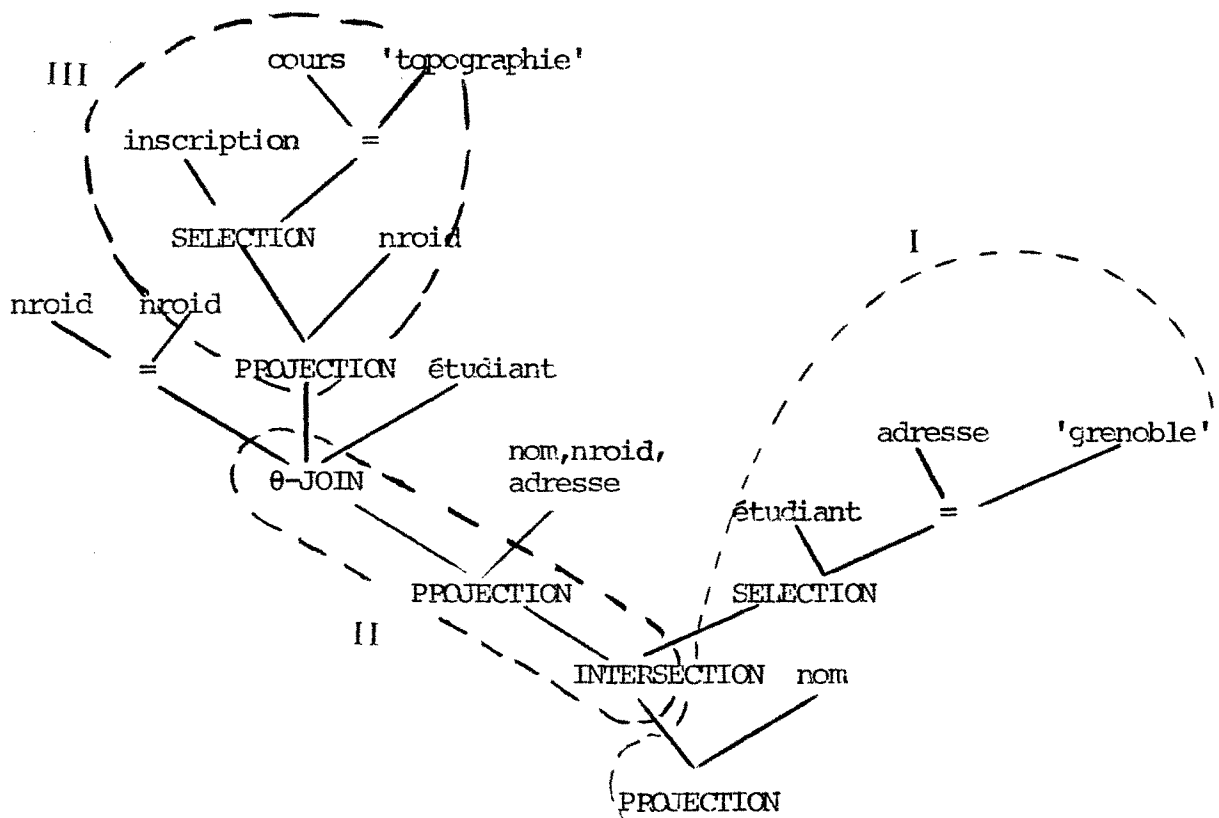 cours 'topographie'
III
inscription =
SELECTION nroid
I
nroid nroid
= PROJECTION étudiant
adresse 'grenoble'
nom,nroid,
θ-JOIN adresse
étudiant =
PROJECTION SELECTION
II
INTERSECTION nom
PROJECTION